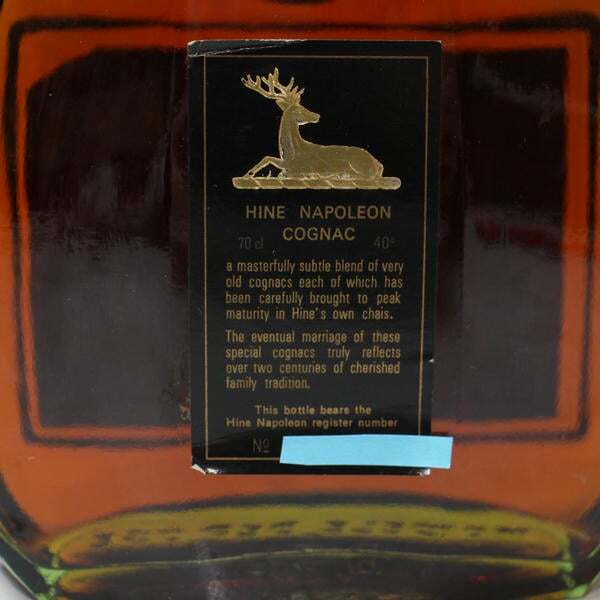 HINE NAPOLEON
COGNAC
70 cl 40°
a masterfully subtle blend of very
old cognacs each of which has
been carefully brought to peak
maturity in Hine's own chais.
The eventual marriage of these
special cognacs truly reflects
over two centuries of cherished
family tradition.
This bottle bears the
Hine Napoleon register number
Nº